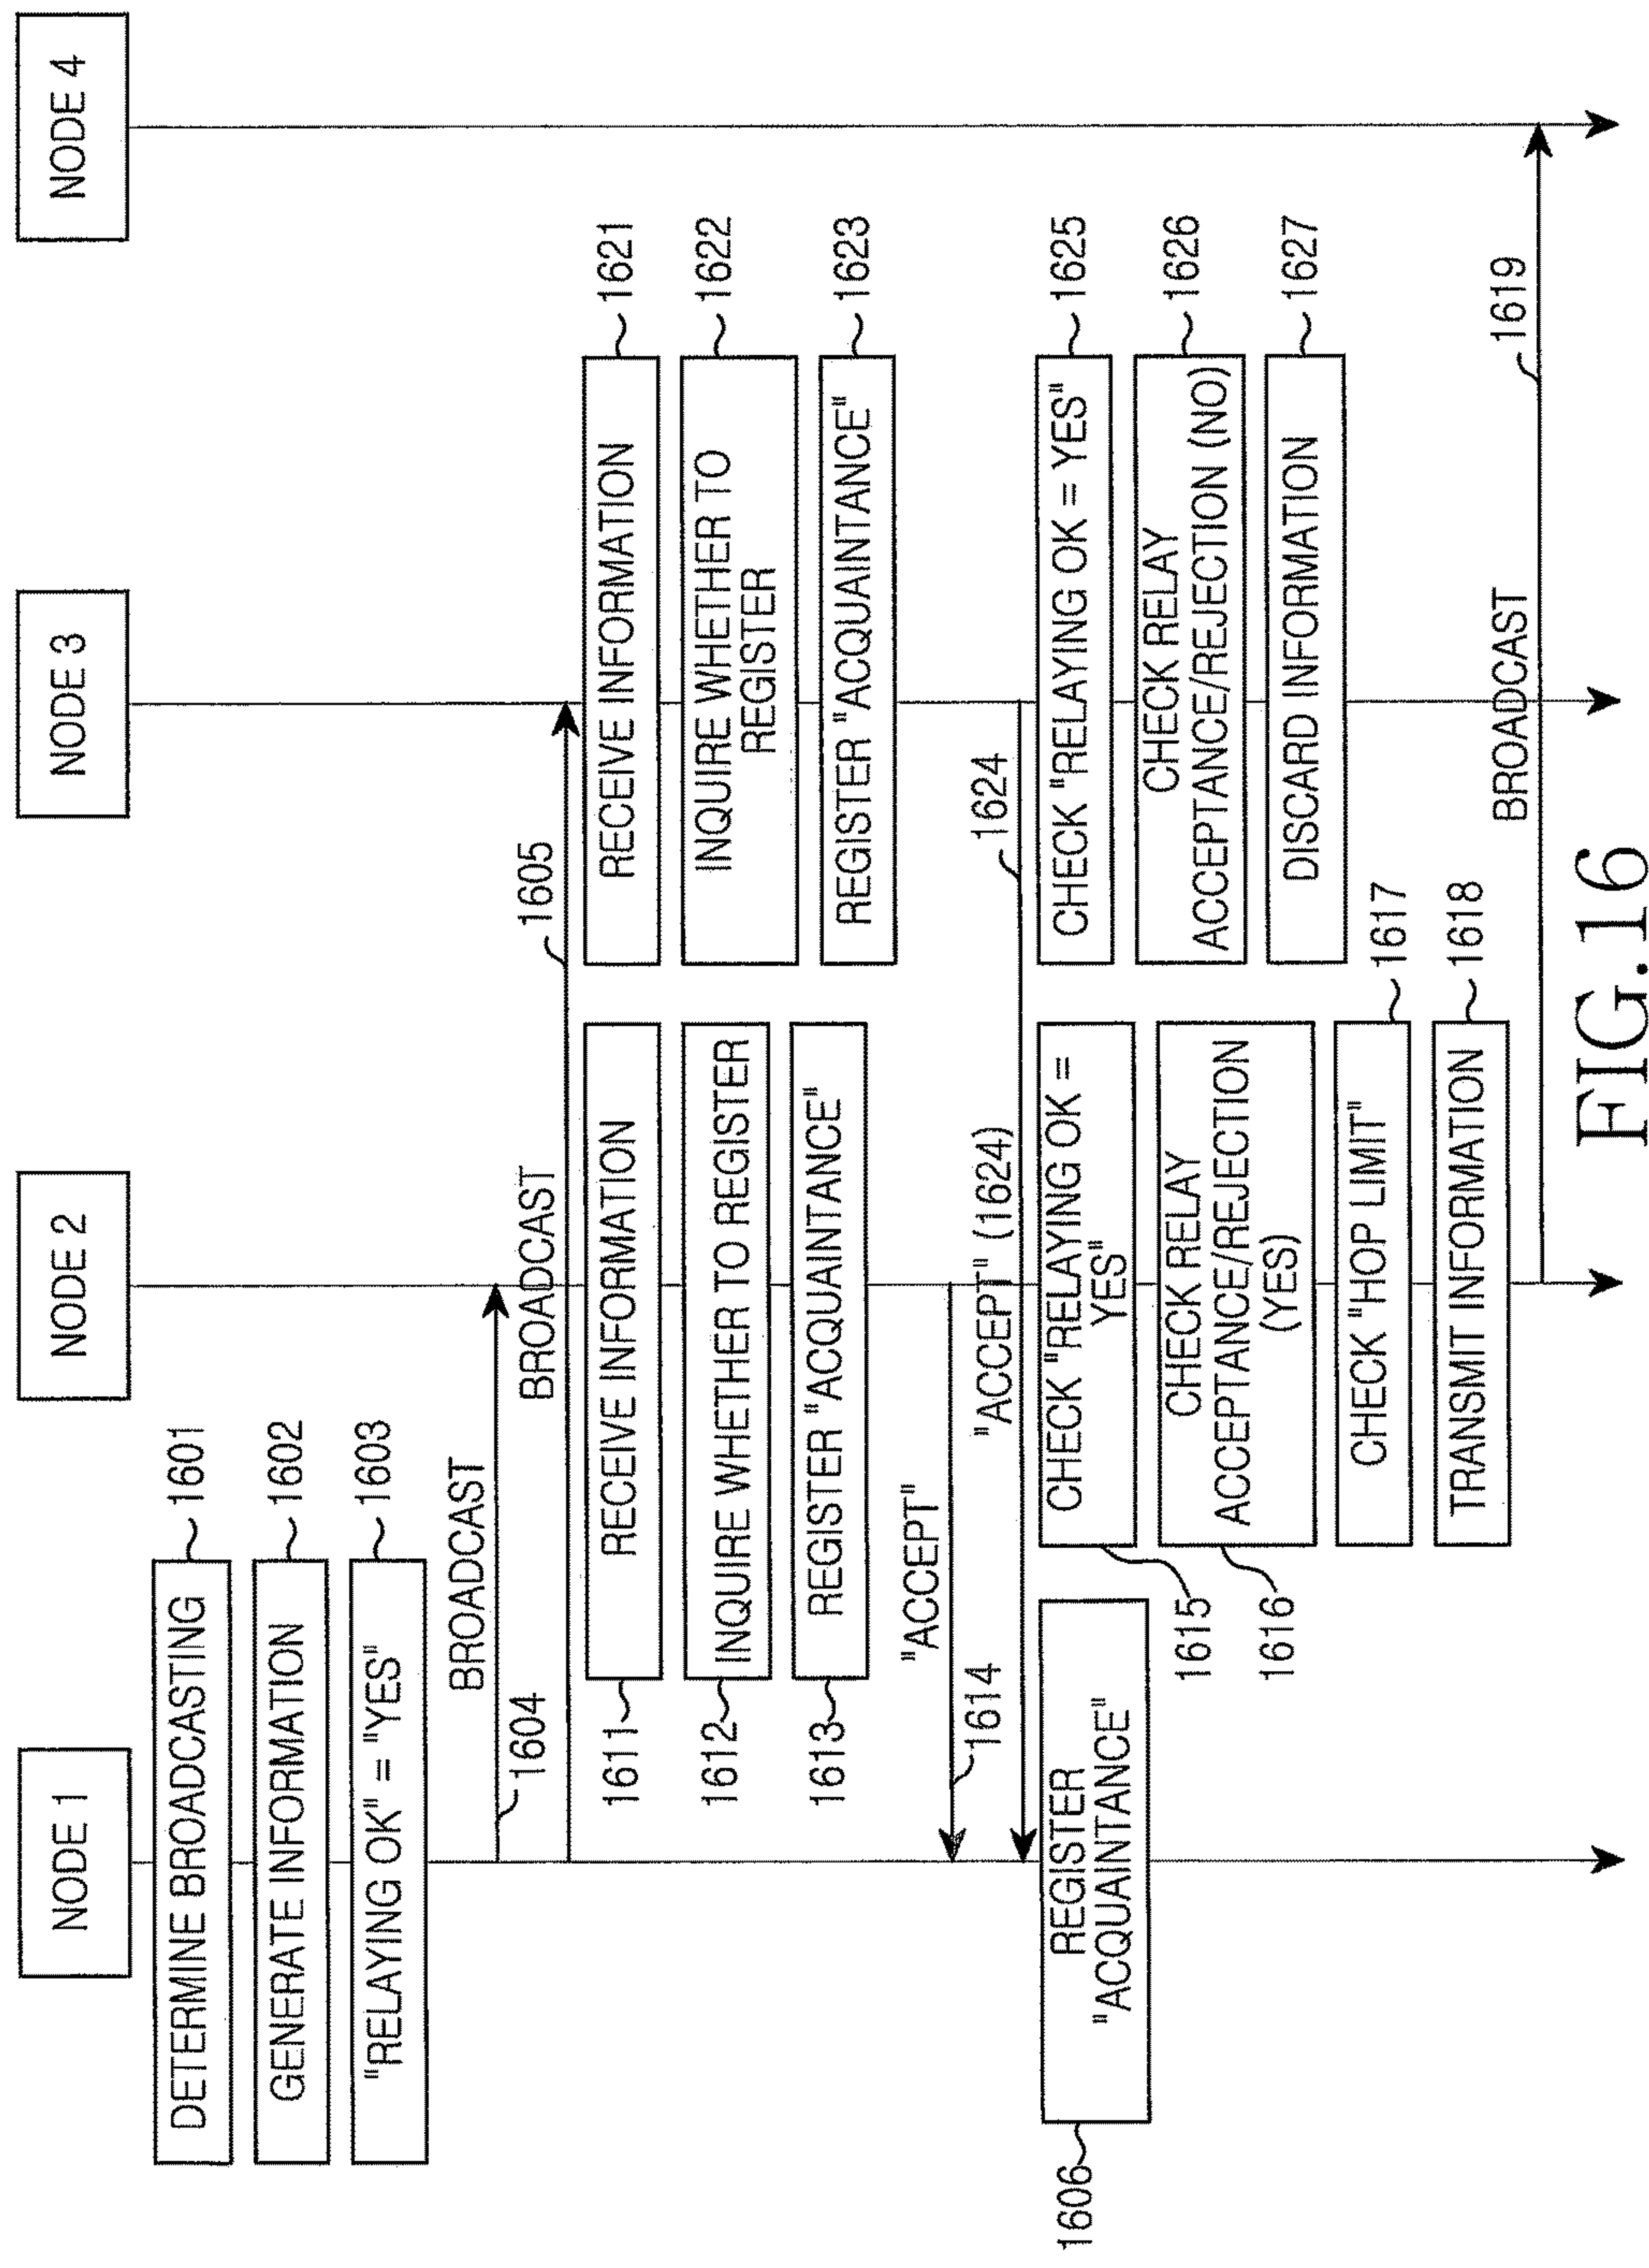 NODE 1
NODE 2
NODE 3
NODE 4
DETERMINE BROADCASTING
1601
GENERATE INFORMATION
1602
"RELAYING OK" = "YES"
1603
BROADCAST
1604
BROADCAST
1605
1611
RECEIVE INFORMATION
RECEIVE INFORMATION
1621
1612
INQUIRE WHETHER TO REGISTER
INQUIRE WHETHER TO
REGISTER
1622
1613
REGISTER "ACQUAINTANCE"
REGISTER "ACQUAINTANCE"
1623
"ACCEPT"
1614
"ACCEPT" (1624)
1624
1606
REGISTER
"ACQUAINTANCE"
CHECK "RELAYING OK =
YES"
1615
CHECK "RELAYING OK = YES"
1625
CHECK RELAY
ACCEPTANCE/REJECTION
(YES)
1616
CHECK RELAY
ACCEPTANCE/REJECTION (NO)
1626
CHECK "HOP LIMIT"
1617
DISCARD INFORMATION
1627
TRANSMIT INFORMATION
1618
BROADCAST
1619
FIG.16